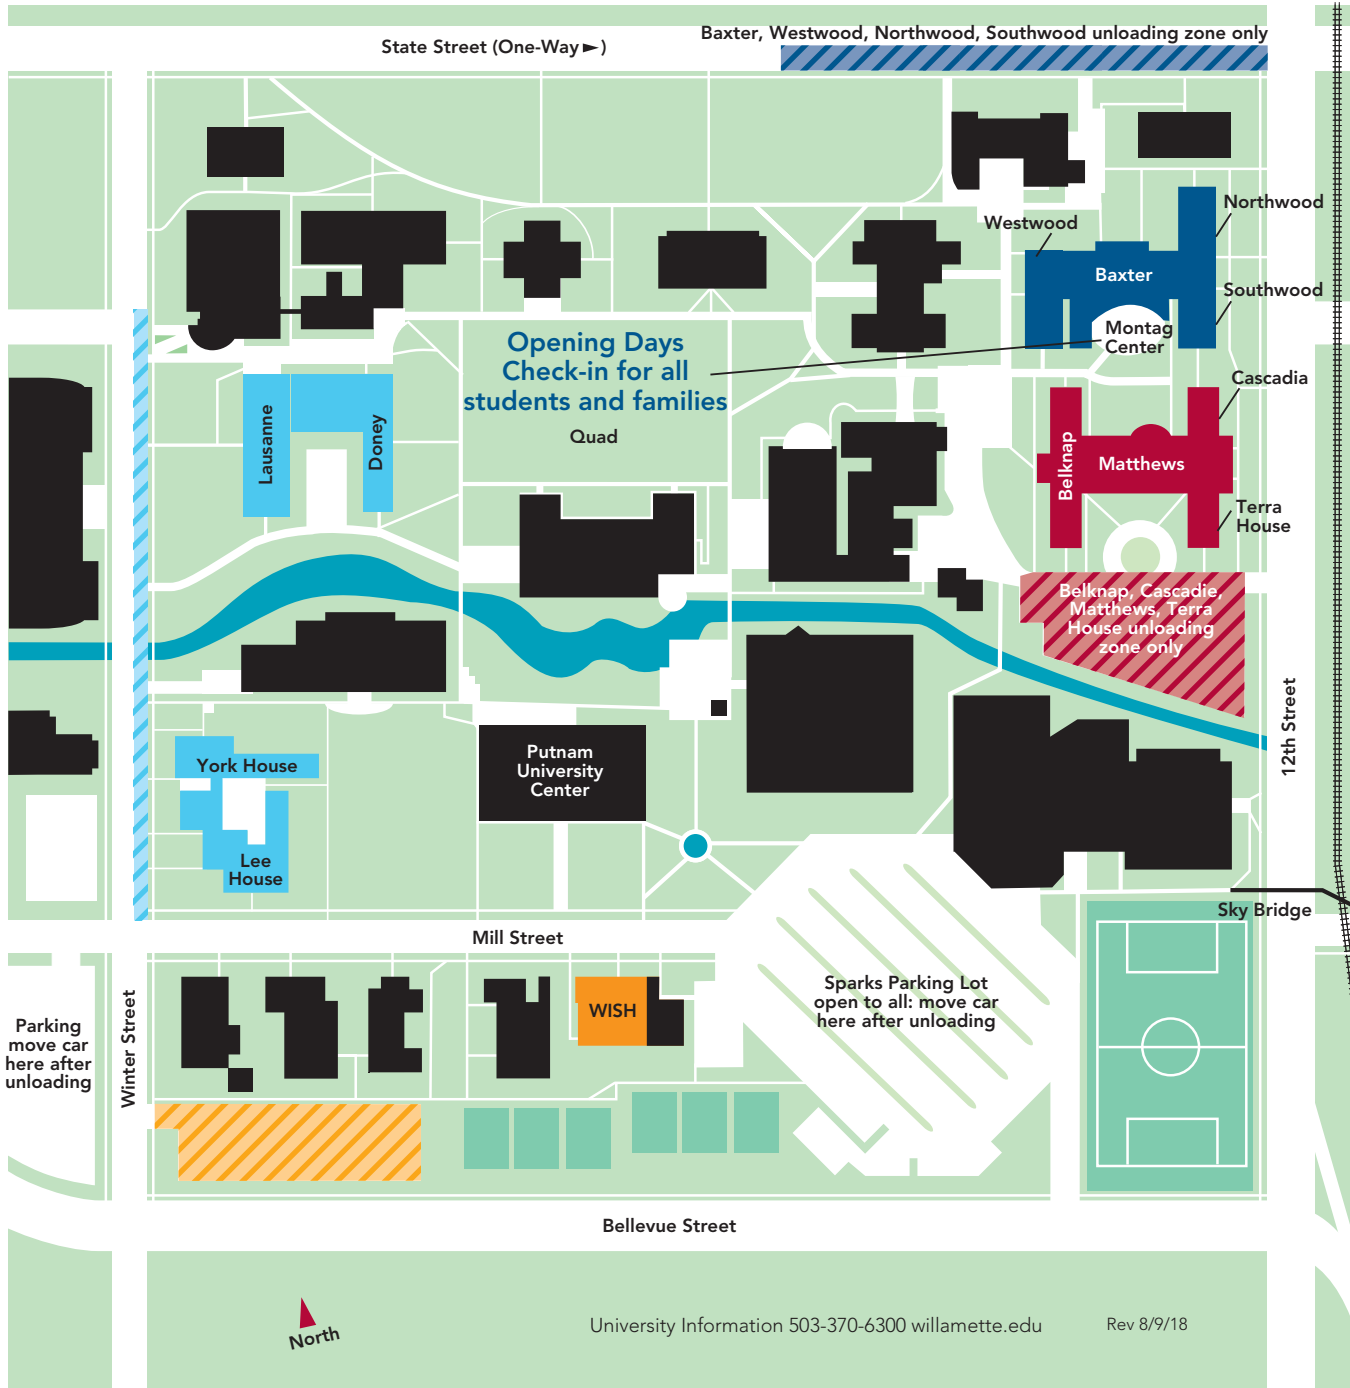 Baxter, Westwood, Northwood, Southwood unloading zone only
State Street (One-Way ►)
Northwood
Westwood
Baxter
Southwood
Montag
Center
Opening Days
Check-in for all
students and families
Quad
Cascadia
Lausanne
Doney
Belknap
Matthews
Terra
House
Belknap, Cascadie,
Matthews, Terra
House unloading
zone only
12th Street
York House
Putnam
University
Center
Lee
House
Sky Bridge
Mill Street
Sparks Parking Lot
open to all: move car
here after unloading
WISH
Parking
move car
here after
unloading
Winter Street
Bellevue Street
North
University Information 503-370-6300 willamette.edu
Rev 8/9/18